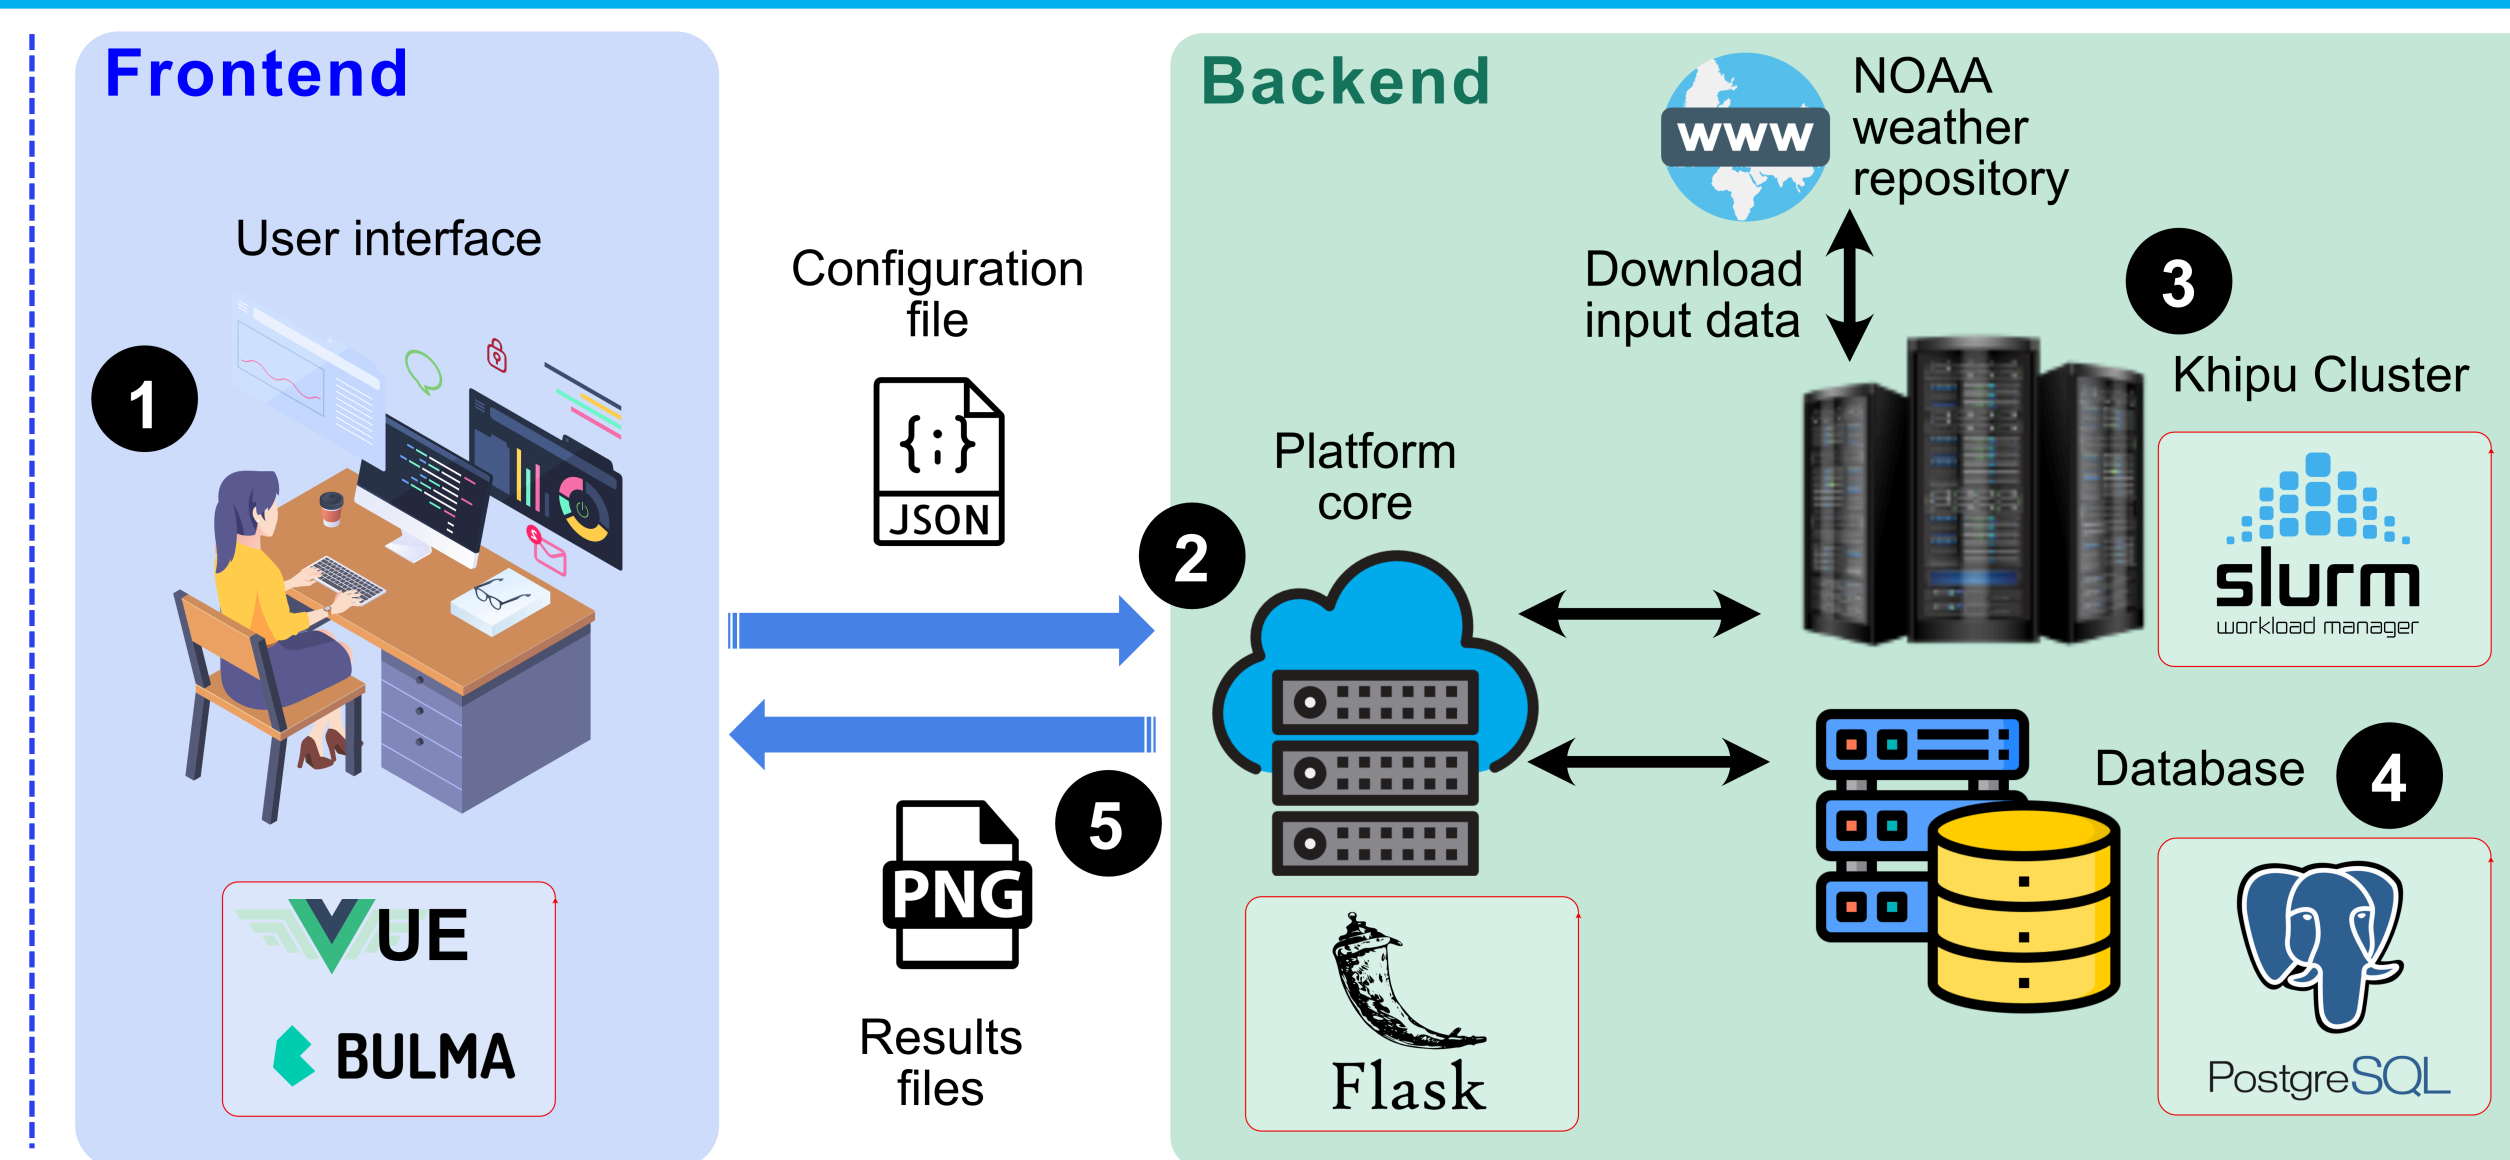 Frontend
User interface
1
VUE
BULMA
Configuration
file
{;}
JSON
5
PNG
Results
files
Backend
www
NOAA
weather
repository
Download
input data
3
Khipu Cluster
slurm
workload manager
Platform
core
2
Flask
Database
4
PostgreSQL